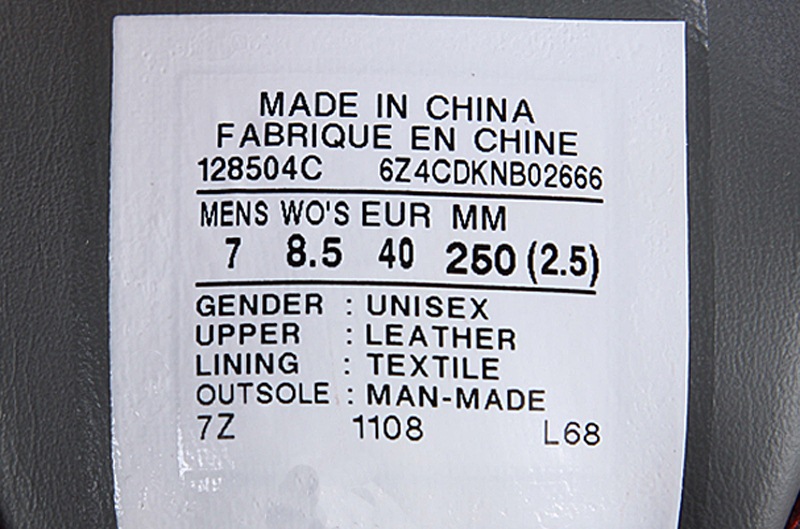 MADE IN CHINA
FABRIQUE EN CHINE
128504C 6Z4CDKNB02666
MENS WO'S EUR MM
7 8.5 40 250 (2.5)
GENDER : UNISEX
UPPER : LEATHER
LINING : TEXTILE
OUTSOLE : MAN-MADE
7Z 1108 L68